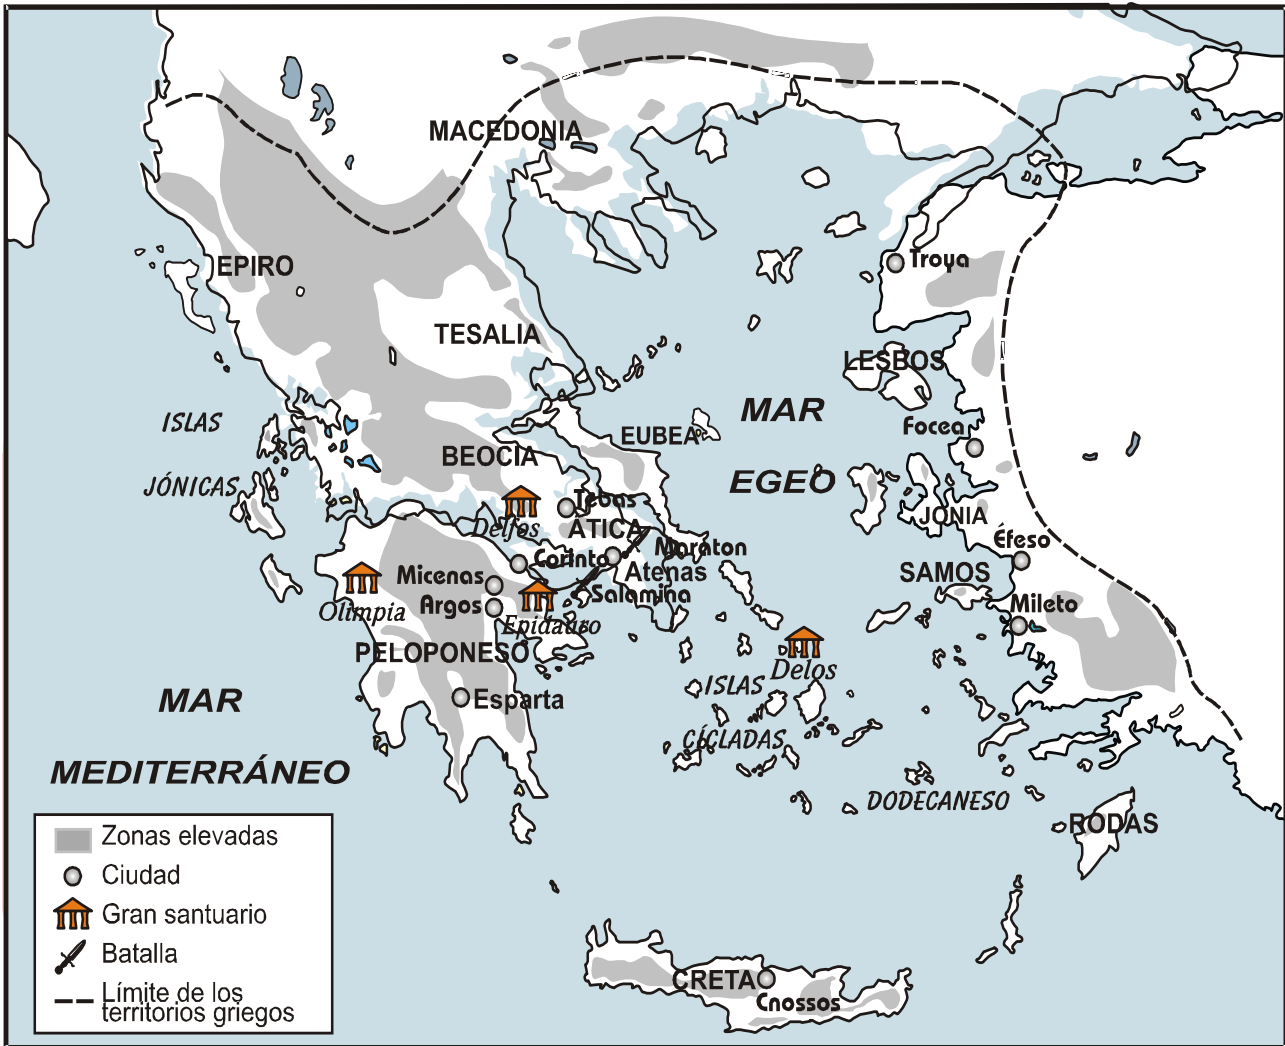 MACEDONIA
EPIRO
Troya
TESALIA
LESBOS
MAR
EGEO
ISLAS
JÓNICAS
Focea
EUBEA
BEOCIA
Delfos
Tebas
ÁTICA
JONIA
Maráton
Éfeso
Corinto
Atenas
Micenas
SAMOS
Salamina
Argos
Mileto
Olimpia
Epidauro
PELOPONESO
Delos
Esparta
ISLAS
CÍCLADAS
MAR
MEDITERRÁNEO
DODECANESO
RODAS
Zonas elevadas
Ciudad
Gran santuario
Batalla
Límite de los
territorios griegos
CRETA
Cnossos